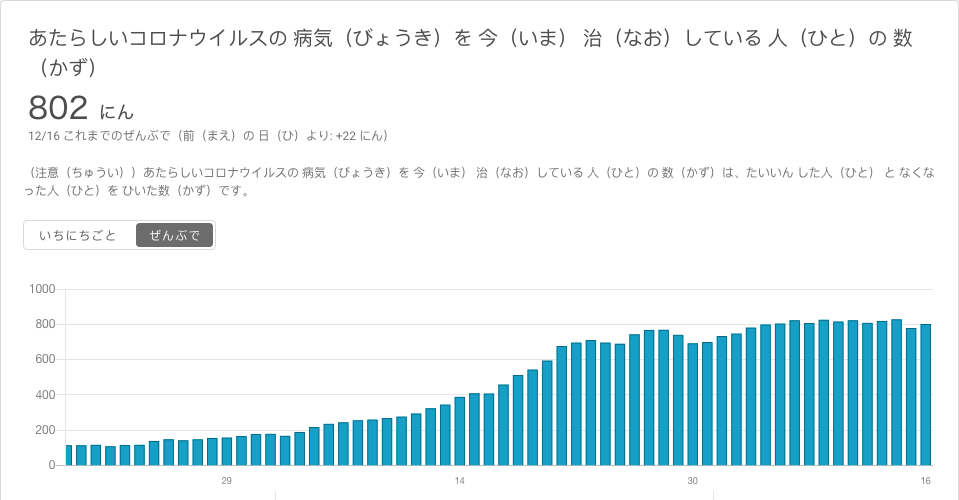 あたらしいコロナウイルスの 病気（びょうき）を 今（いま） 治（なお）している 人（ひと）の 数
（かず）
802 にん
12/16 これまでのぜんぶで（前（まえ）の 日（ひ）より: +22 にん）
（注意（ちゅうい））あたらしいコロナウイルスの 病気（びょうき）を 今（いま） 治（なお）している 人（ひと）の 数（かず）は、たいいん した人（ひと） と なくな
った人（ひと）を ひいた数（かず）です。
いちにちごと ぜんぶで
1000
800
600
400
200
0
29 14 30 16